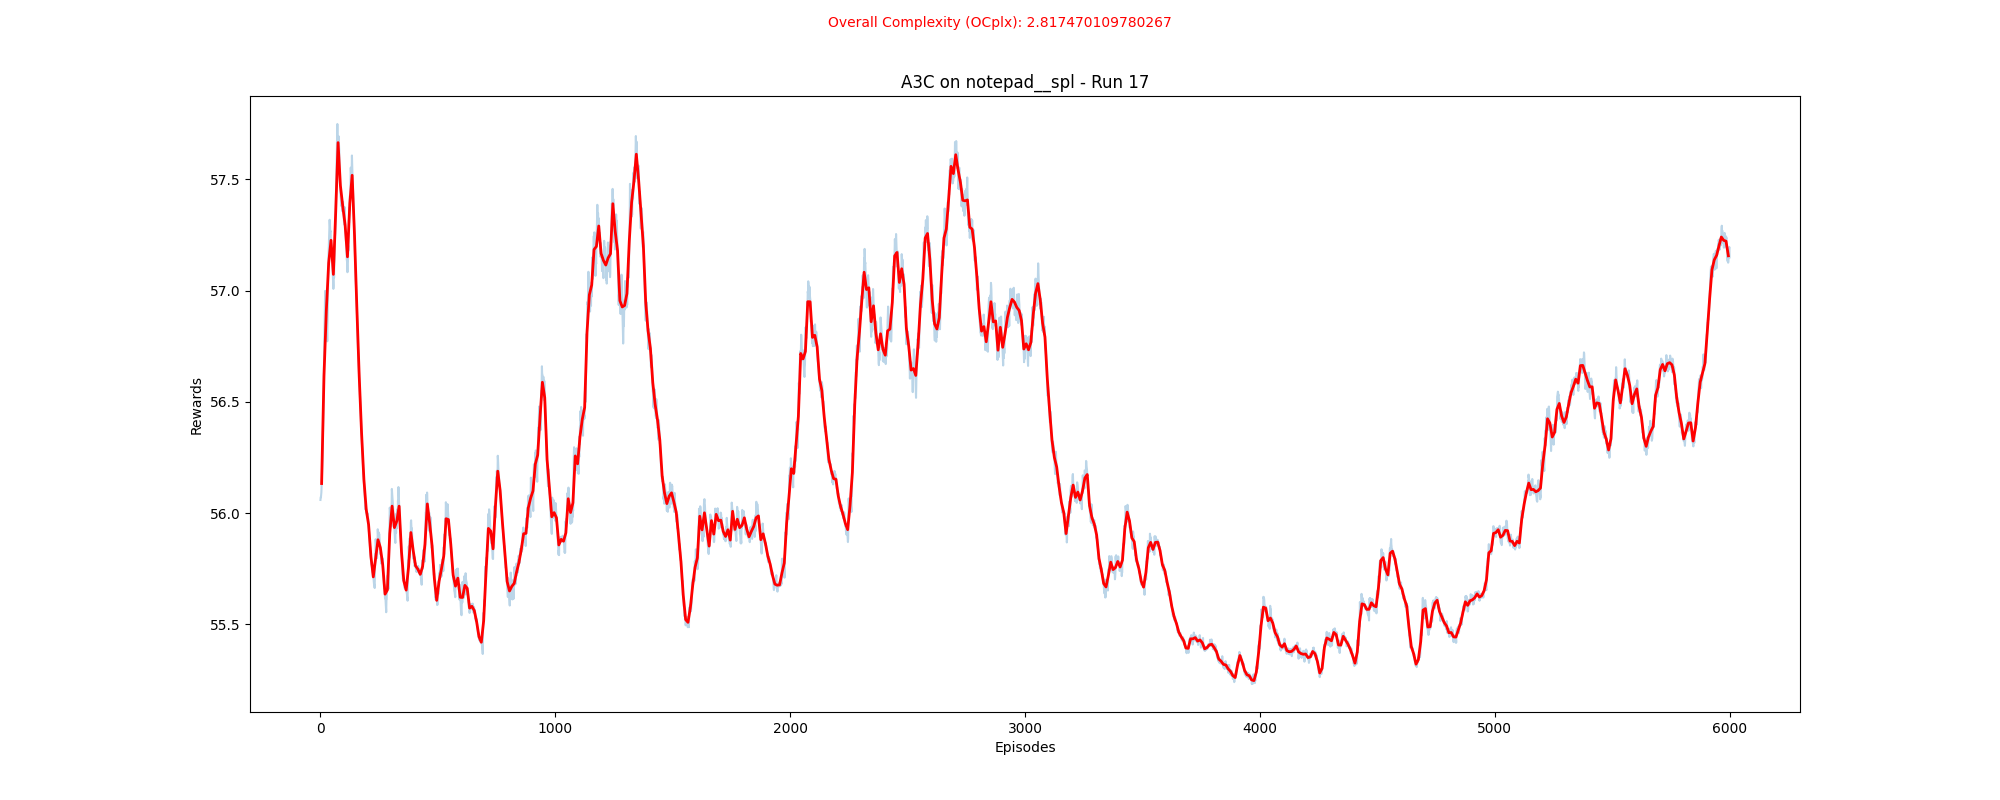 Overall Complexity (OCplx): 2.817470109780267
A3C on notepad__spl - Run 17
57.5
57.0
56.5
56.0
55.5
Rewards
0 1000 2000 3000 4000 5000 6000
Episodes